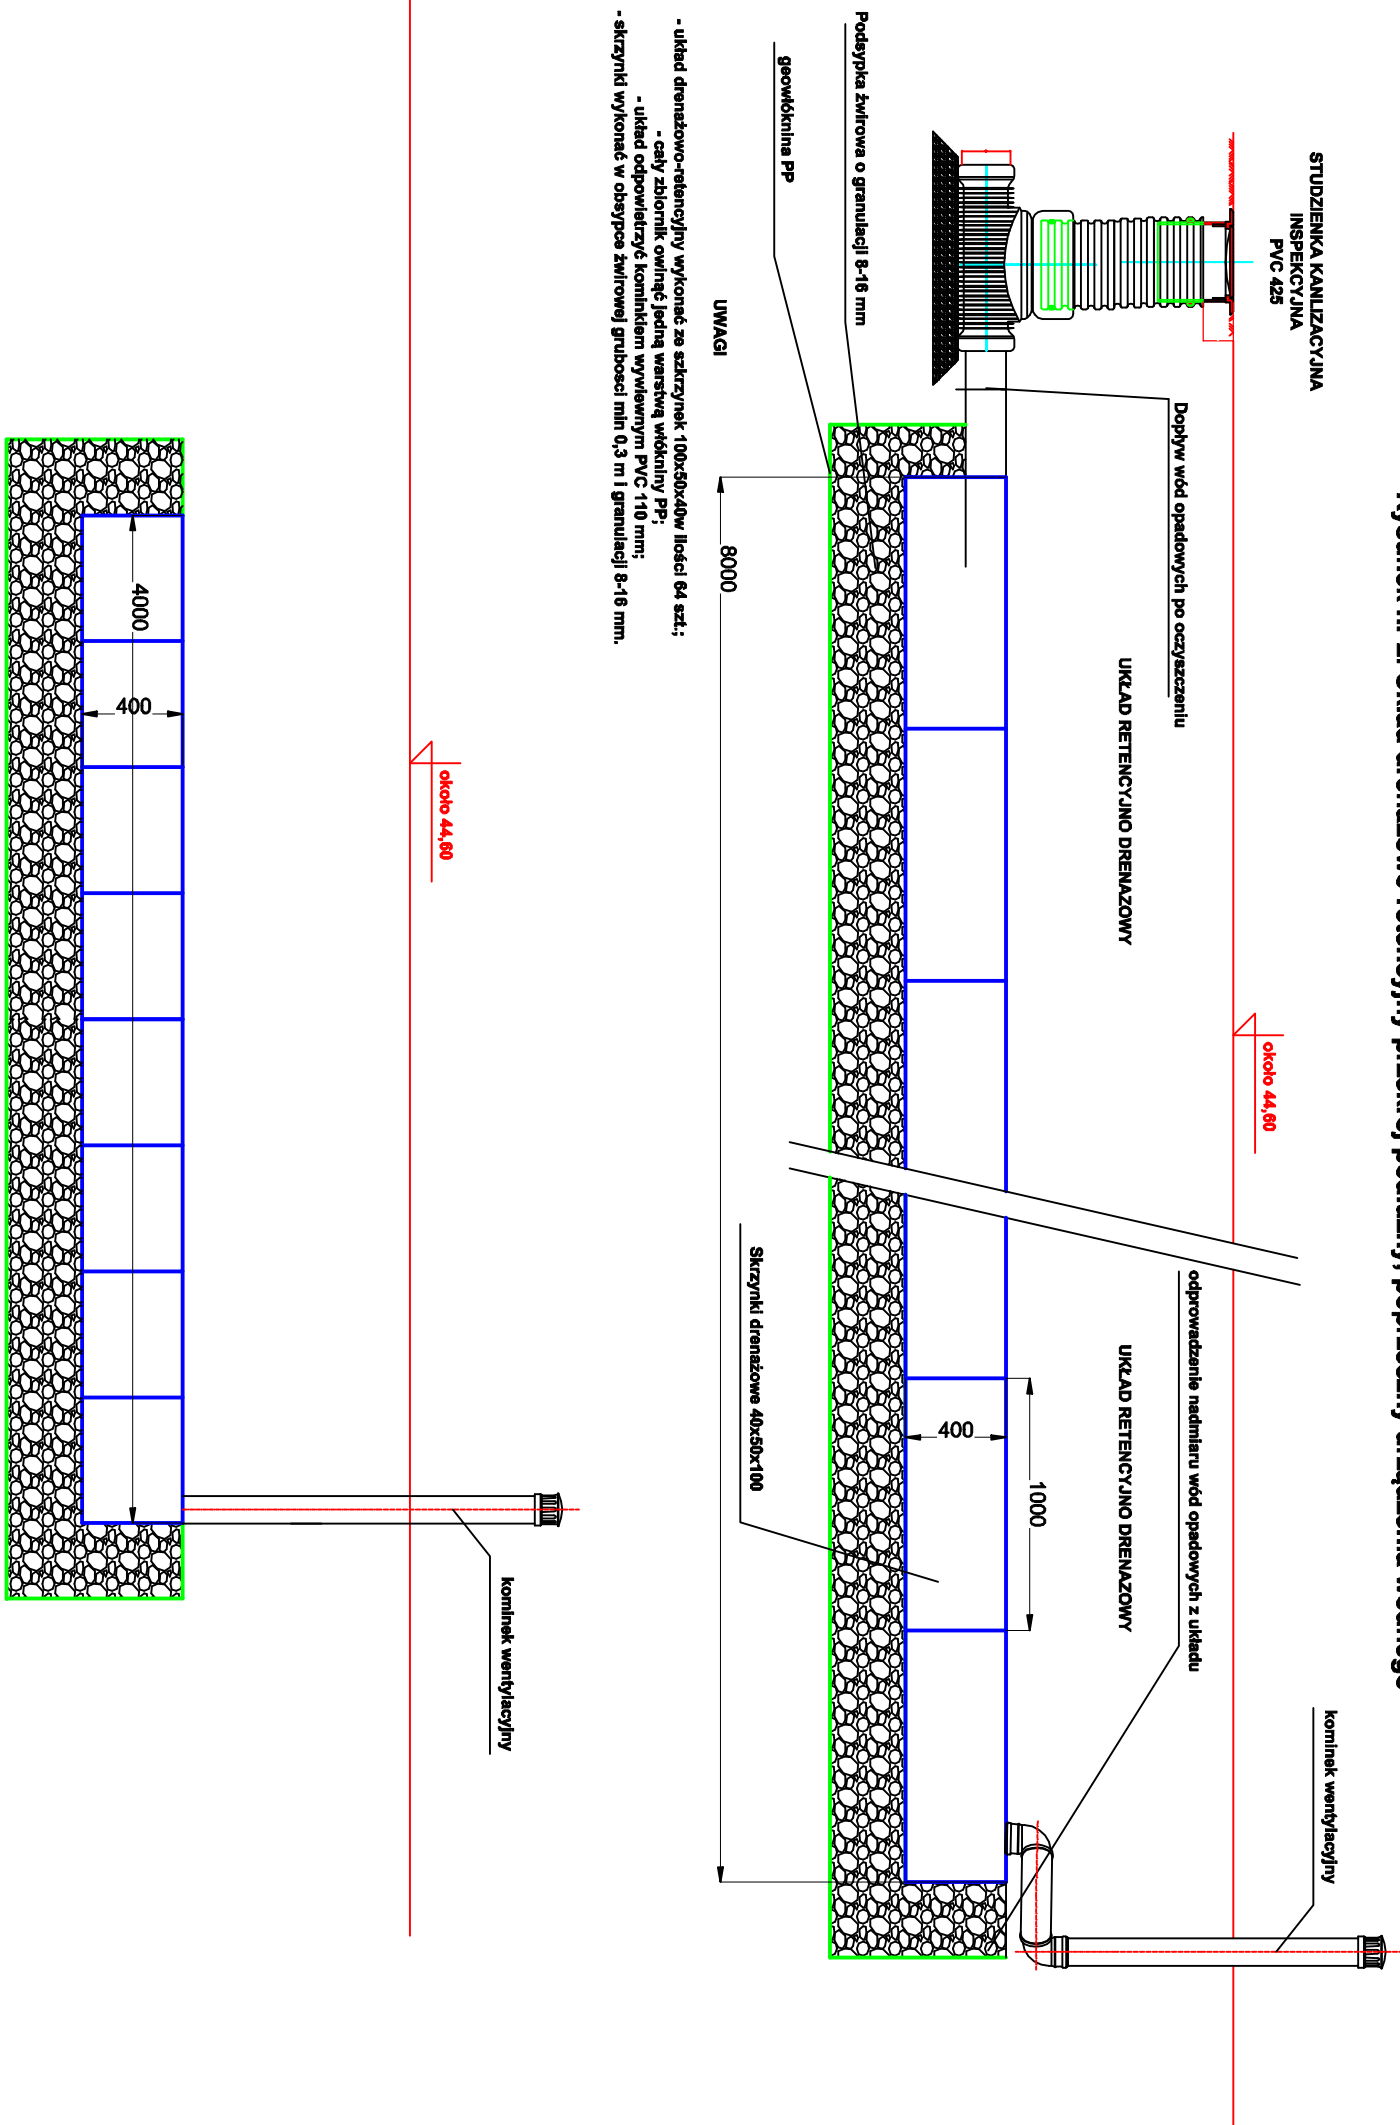 STUDZIENKA KANLIZACYJNA
INSPEKCYJNA
PVC 425
około 44,60
kominek wentylacyjny
Dopływ wód opadowych po oczyszczeniu
UKŁAD RETENCYJNO DRENAZOWY
odprowadzenie nadmiaru wód opadowych z układu
UKŁAD RETENCYJNO DRENAZOWY
1000
400
Podsypka żwirowa o granulacji 8-16 mm
geowłóknina PP
Skrzynki drenażowe 40x50x100
8000
UWAGI
- układ drenażowo-retencyjny wykonać ze szkrzynek 100x50x40w ilości 64 szt.;
- cały zbiornik owinąć jedną warstwą włókniny PP;
- układ odpowietrzyć kominkiem wywiewnym PVC 110 mm;
- skrzynki wykonać w obsypce żwirowej grubosci min 0,3 m i granulacji 8-16 mm.
około 44,60
kominek wentylacyjny
4000
400